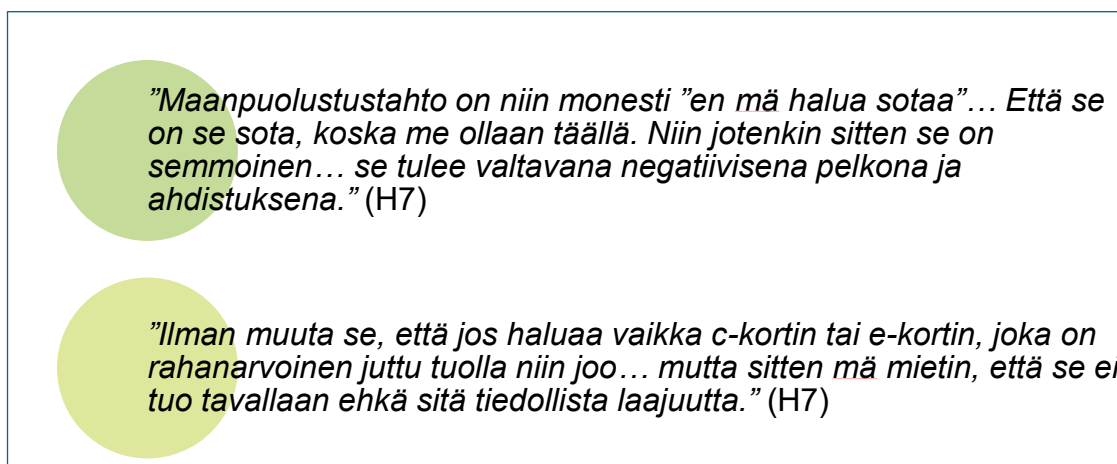 ”Maanpuolustustahto on niin monesti ”en mä halua sotaa”… Että se
on se sota, koska me ollaan täällä. Niin jotenkin sitten se on
semmoinen… se tulee valtavana negatiivisena pelkona ja
ahdistuksena.” (H7)
”Ilman muuta se, että jos haluaa vaikka c-kortin tai e-kortin, joka on
rahanarvoinen juttu tuolla niin joo… mutta sitten mä mietin, että se ei
tuo tavallaan ehkä sitä tiedollista laajuutta.” (H7)